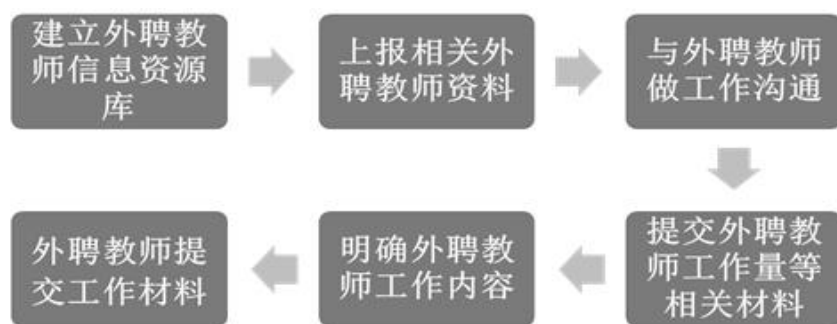 建立外聘教
师信息资源
库
上报相关外
聘教师资料
与外聘教师
做工作沟通
提交外聘教
师工作量等
相关材料
明确外聘教
师工作内容
外聘教师提
交工作材料